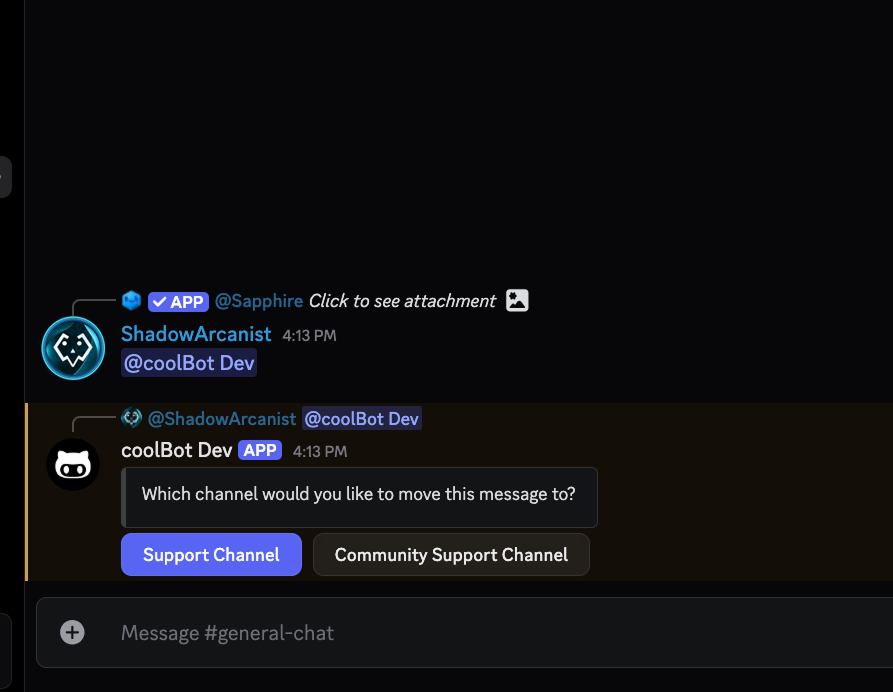 APP @Sapphire Click to see attachment
ShadowArcanist 4:13 PM
@coolBot Dev
@ShadowArcanist @coolBot Dev
coolBot Dev APP 4:13 PM
Which channel would you like to move this message to?
Support Channel Community Support Channel
Message #general-chat